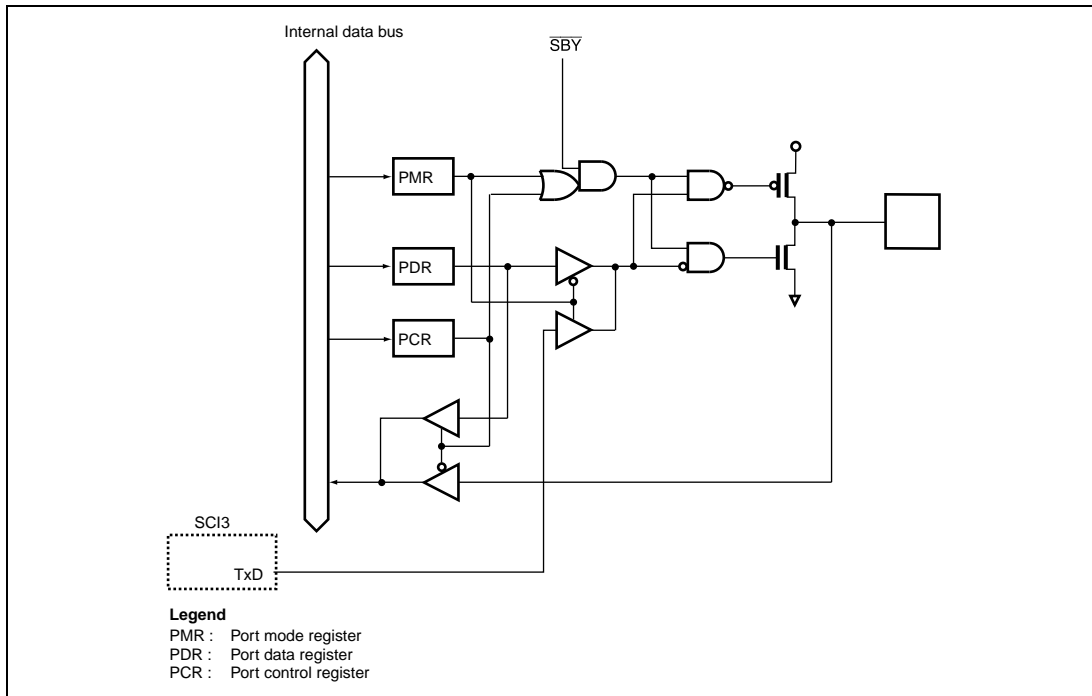 Internal data bus
SBY
PMR
PDR
PCR
SCI3
TxD
Legend
PMR : Port mode register
PDR : Port data register
PCR : Port control register